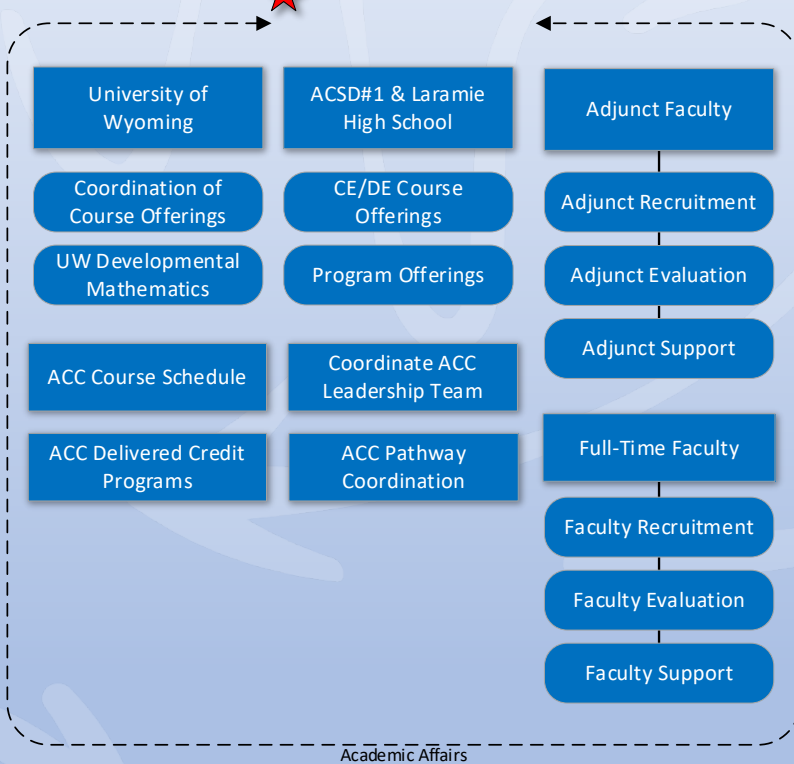 University of
Wyoming
ACSD#1 & Laramie
High School
Adjunct Faculty
Coordination of
Course Offerings
CE/DE Course
Offerings
Adjunct Recruitment
UW Developmental
Mathematics
Program Offerings
Adjunct Evaluation
Adjunct Support
ACC Course Schedule
Coordinate ACC
Leadership Team
ACC Delivered Credit
Programs
ACC Pathway
Coordination
Full-Time Faculty
Faculty Recruitment
Faculty Evaluation
Faculty Support
Academic Affairs